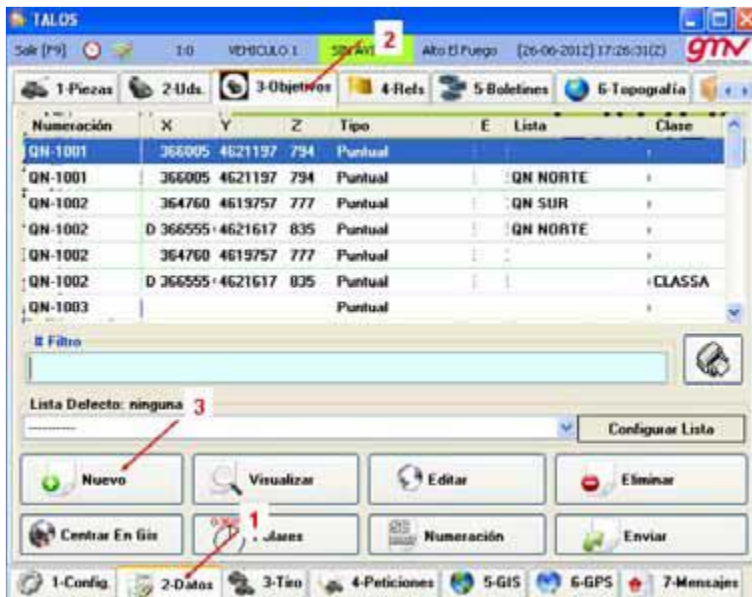 TALOS
Salir [F9] 1:0 VEHICULO 1 Alto El Fuego [26-06-2012] 17:26:31(Z) gmv
2
1-Piezas 2-Uds. 3-Objetivos 4-Refs 5-Boletines 6-Topografía
Numeración X Y Z Tipo E Lista Clase
QN-1001 366005 4621197 794 Puntual
QN-1001 366005 4621197 794 Puntual QN NORTE
QN-1002 364760 4619757 777 Puntual QN SUR
QN-1002 D 366555 4621617 835 Puntual QN NORTE
QN-1002 364760 4619757 777 Puntual
QN-1002 D 366555 4621617 835 Puntual CLASSA
QN-1003 Puntual
# Filtro
Lista Defecto: ninguna 3
----------
Configurar Lista
Nuevo Visualizar Editar Eliminar
1
Centrar En Gis Numeración Enviar
1-Config. 2-Datos 3-Tiro 4-Peticiones 5-GIS 6-GPS 7-Mensajes